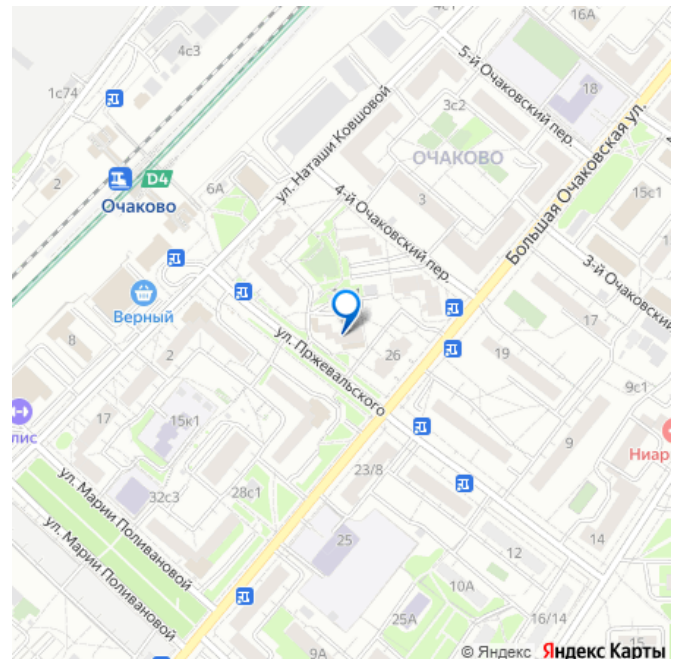 16А
4с3
5-й Очаковский пер.
1с74
18
3с2
ул. Наташи Ковшовой
Большая Очаковская ул.
ОЧАКОВО
2
D4
6А
4-й Очаковский пер.
3
15с1
Очаково
3-й Очаковский
Верный
17
8
ул. Пржевальского
2
26
19
9с1
17
15к1
лис
9
Ниар
ул. Марии Поливановой
32с3
28с1
23/8
14
ул. Марии Поливановой
25
12
10А
25А
16/14
9А
15
© Яндекс Яндекс Карты